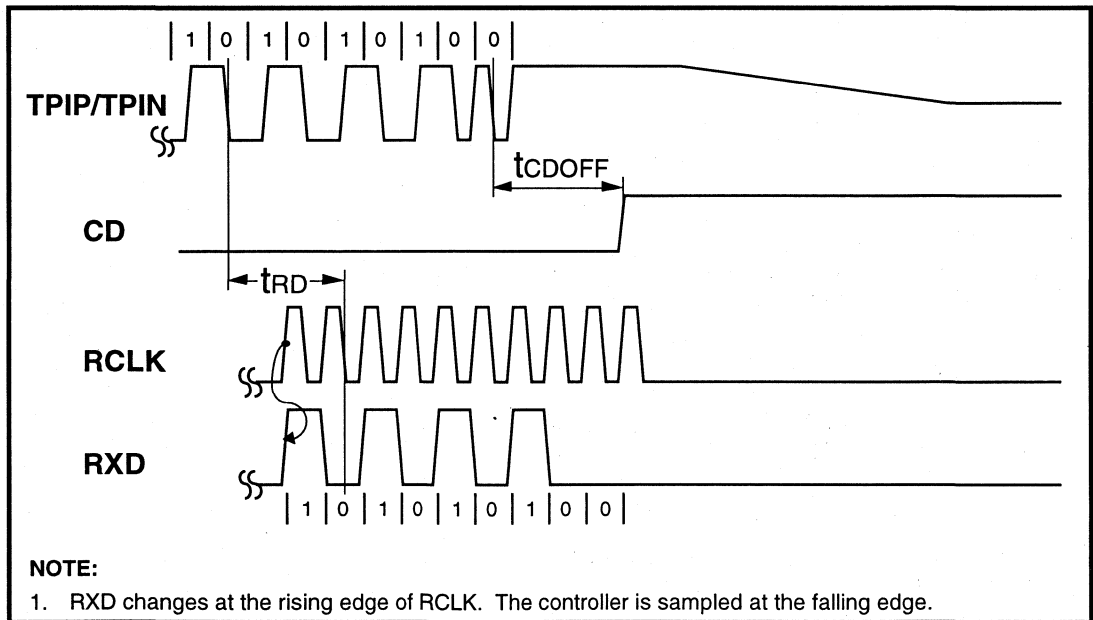 1 0 1 0 1 0 1 0 0
TPIP/TPIN
tCDOFF
CD
tRD
RCLK
RXD
1 0 1 0 1 0 1 0 0
NOTE:
1. RXD changes at the rising edge of RCLK. The controller is sampled at the falling edge.